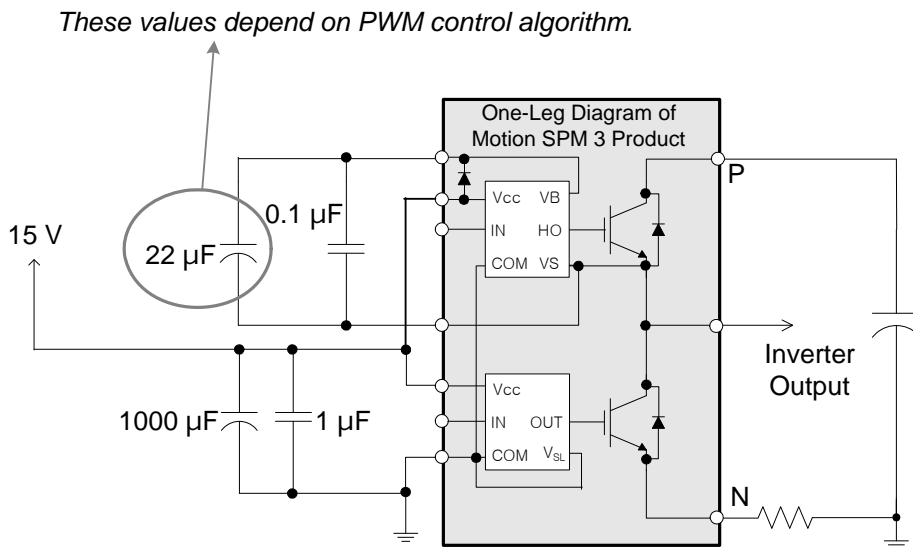 These values depend on PWM control algorithm.
One-Leg Diagram of
Motion SPM 3 Product
P
Vcc VB
0.1 µF
IN HO
15 V
22 µF
COM VS
Inverter
Output
Vcc
1000 µF
1 µF
IN OUT
COM VSL
N